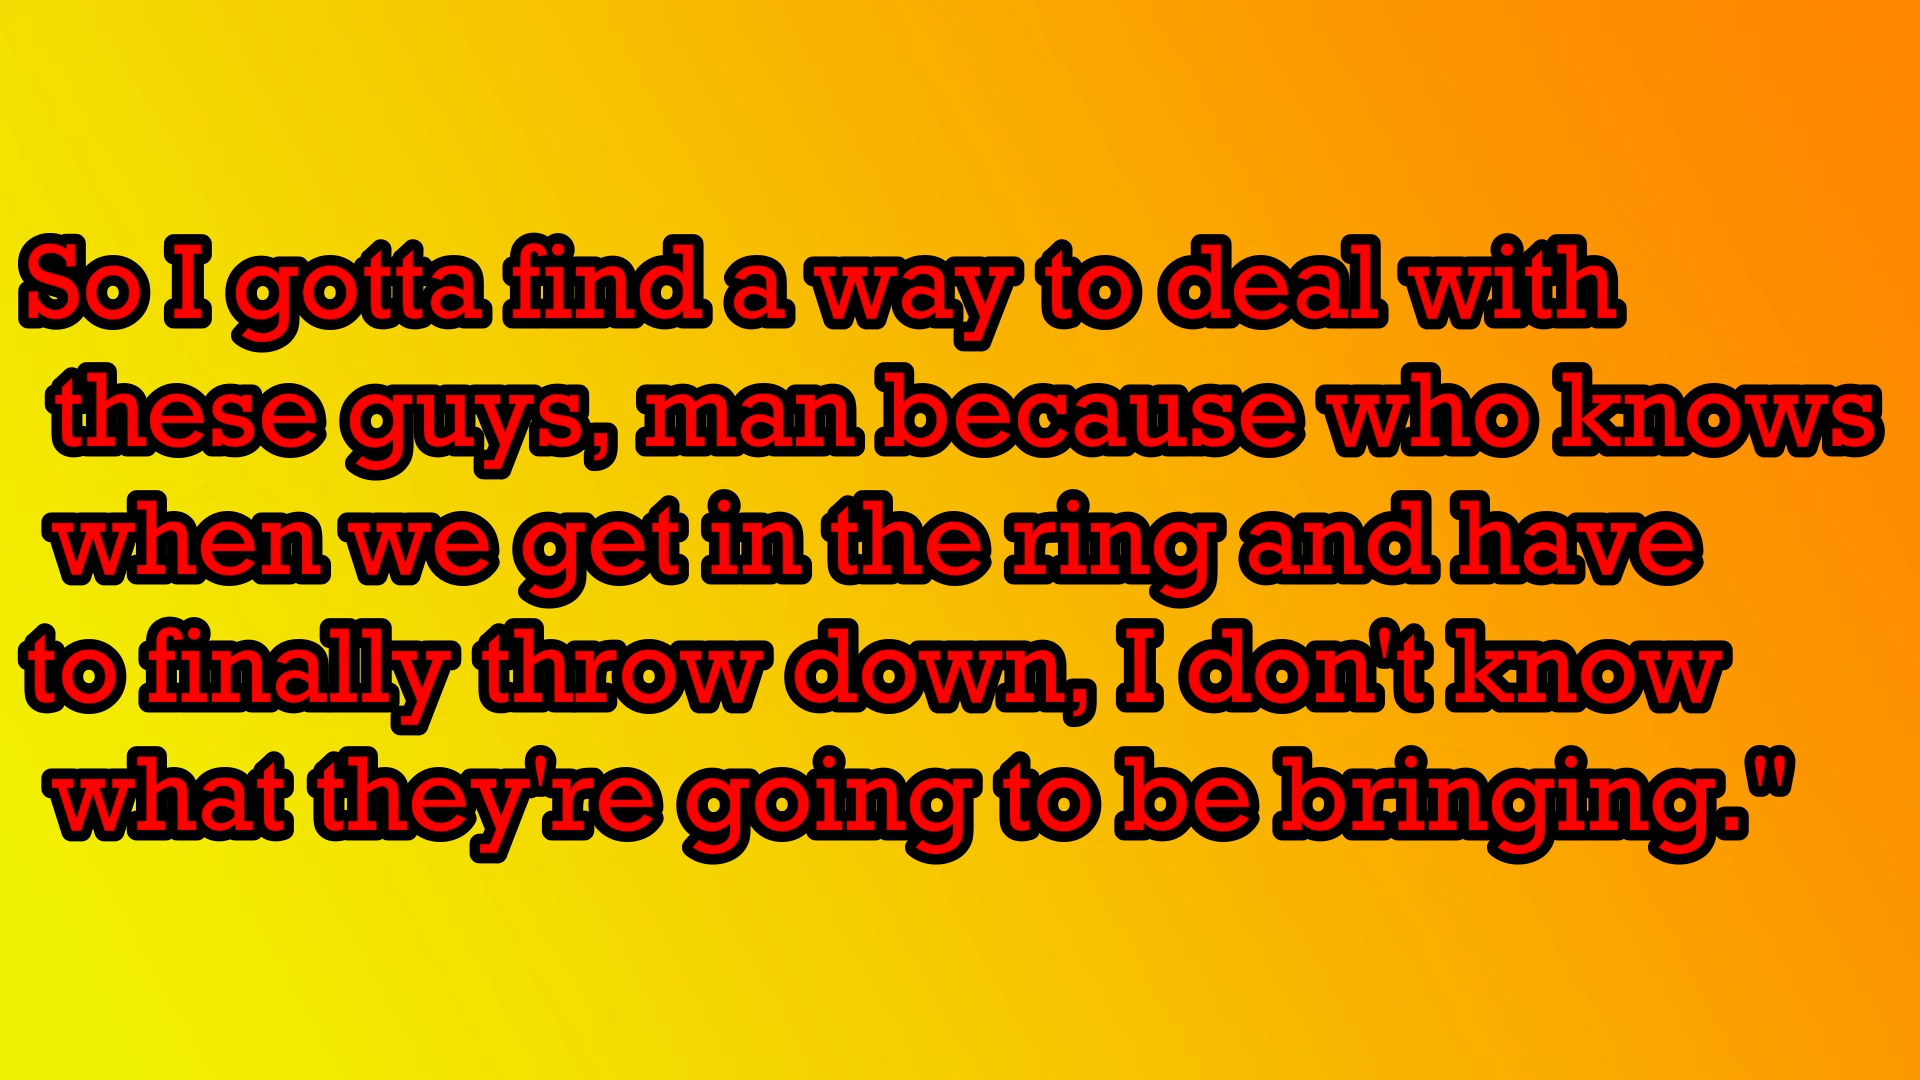 So I gotta find a way to deal with
these guys, man because who knows
when we get in the ring and have
to finally throw down, I don't know
what they're going to be bringing."